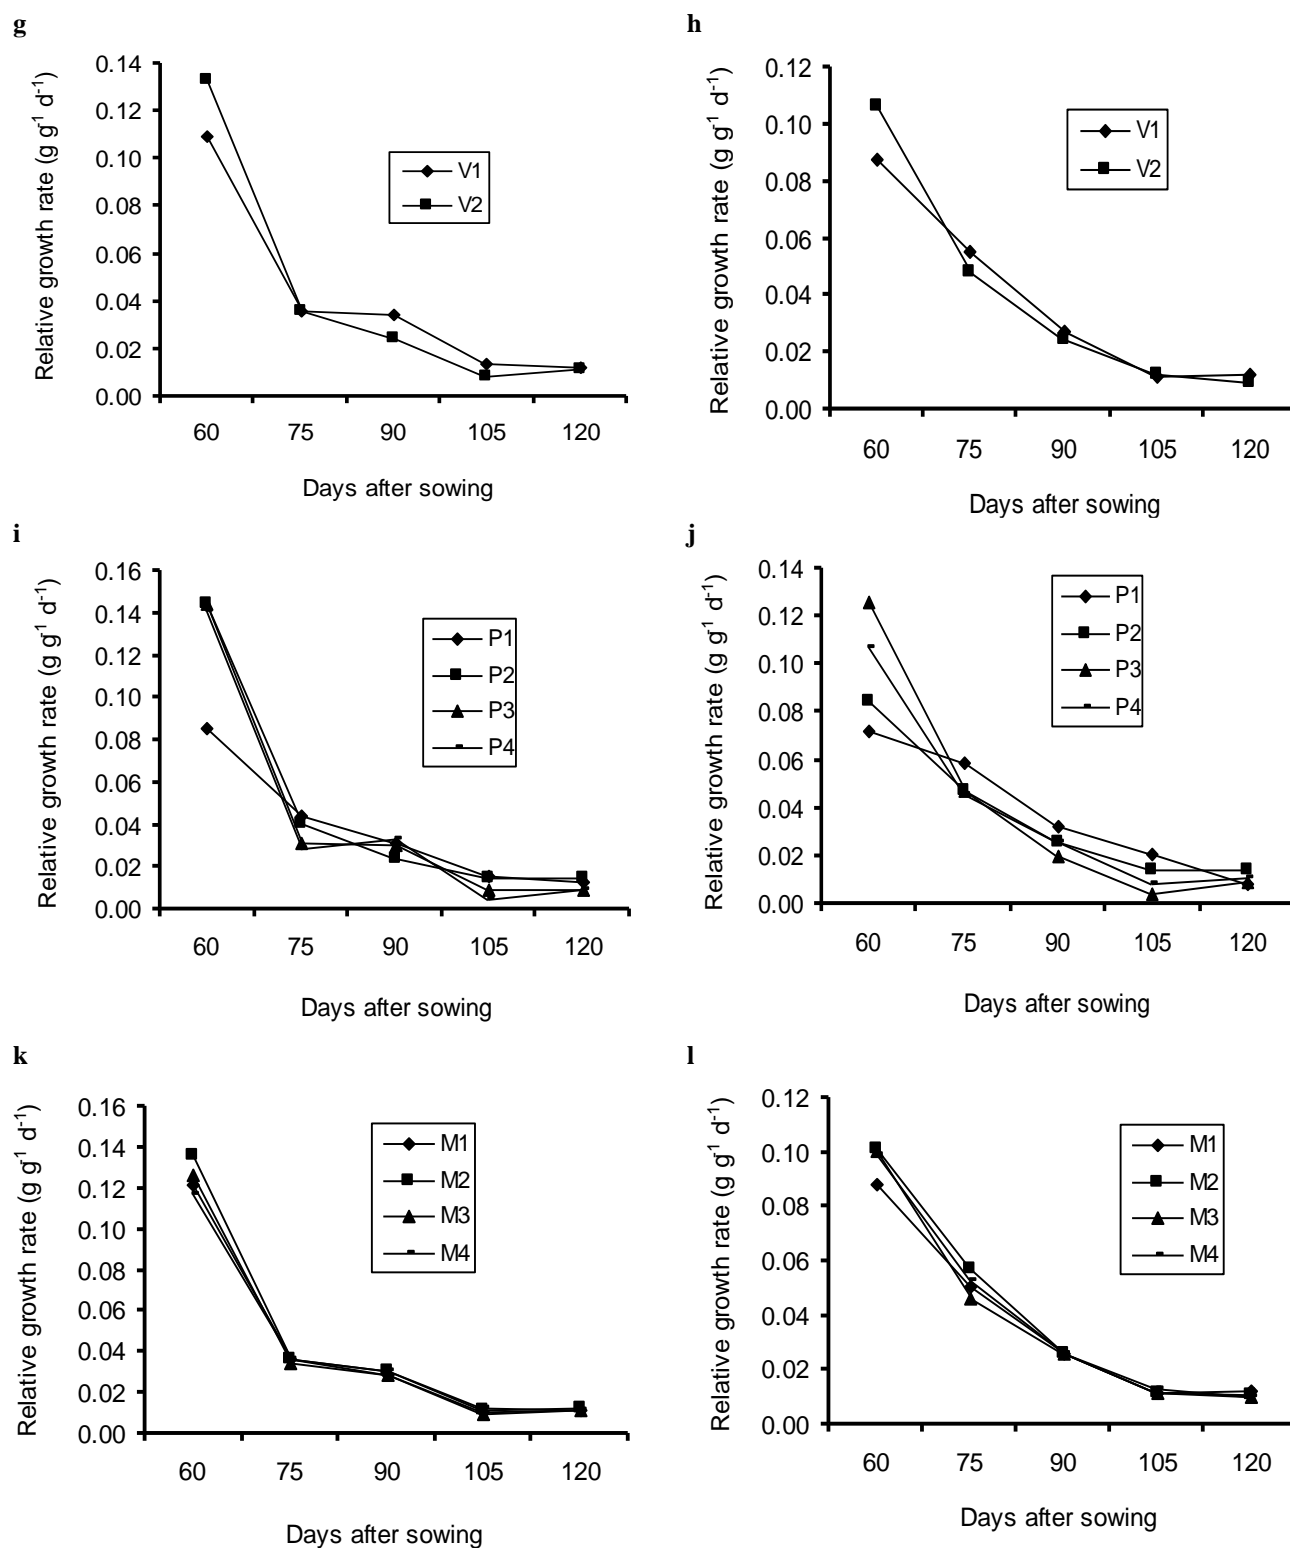 g
Relative growth rate (g g-1 d-1)
0.14
0.12
0.10
0.08
0.06
0.04
0.02
0.00
V1
V2
60 75 90 105 120
Days after sowing
h
Relative growth rate (g g-1 d-1)
0.12
0.10
0.08
0.06
0.04
0.02
0.00
V1
V2
60 75 90 105 120
Days after sowing
i
Relative growth rate (g g-1 d-1)
0.16
0.14
0.12
0.10
0.08
0.06
0.04
0.02
0.00
P1
P2
P3
P4
60 75 90 105 120
Days after sowing
j
Relative growth rate (g g-1 d-1)
0.14
0.12
0.10
0.08
0.06
0.04
0.02
0.00
P1
P2
P3
P4
60 75 90 105 120
Days after sowing
k
Relative growth rate (g g-1 d-1)
0.16
0.14
0.12
0.10
0.08
0.06
0.04
0.02
0.00
M1
M2
M3
M4
60 75 90 105 120
Days after sowing
l
Relative growth rate (g g-1 d-1)
0.12
0.10
0.08
0.06
0.04
0.02
0.00
M1
M2
M3
M4
60 75 90 105 120
Days after sowing